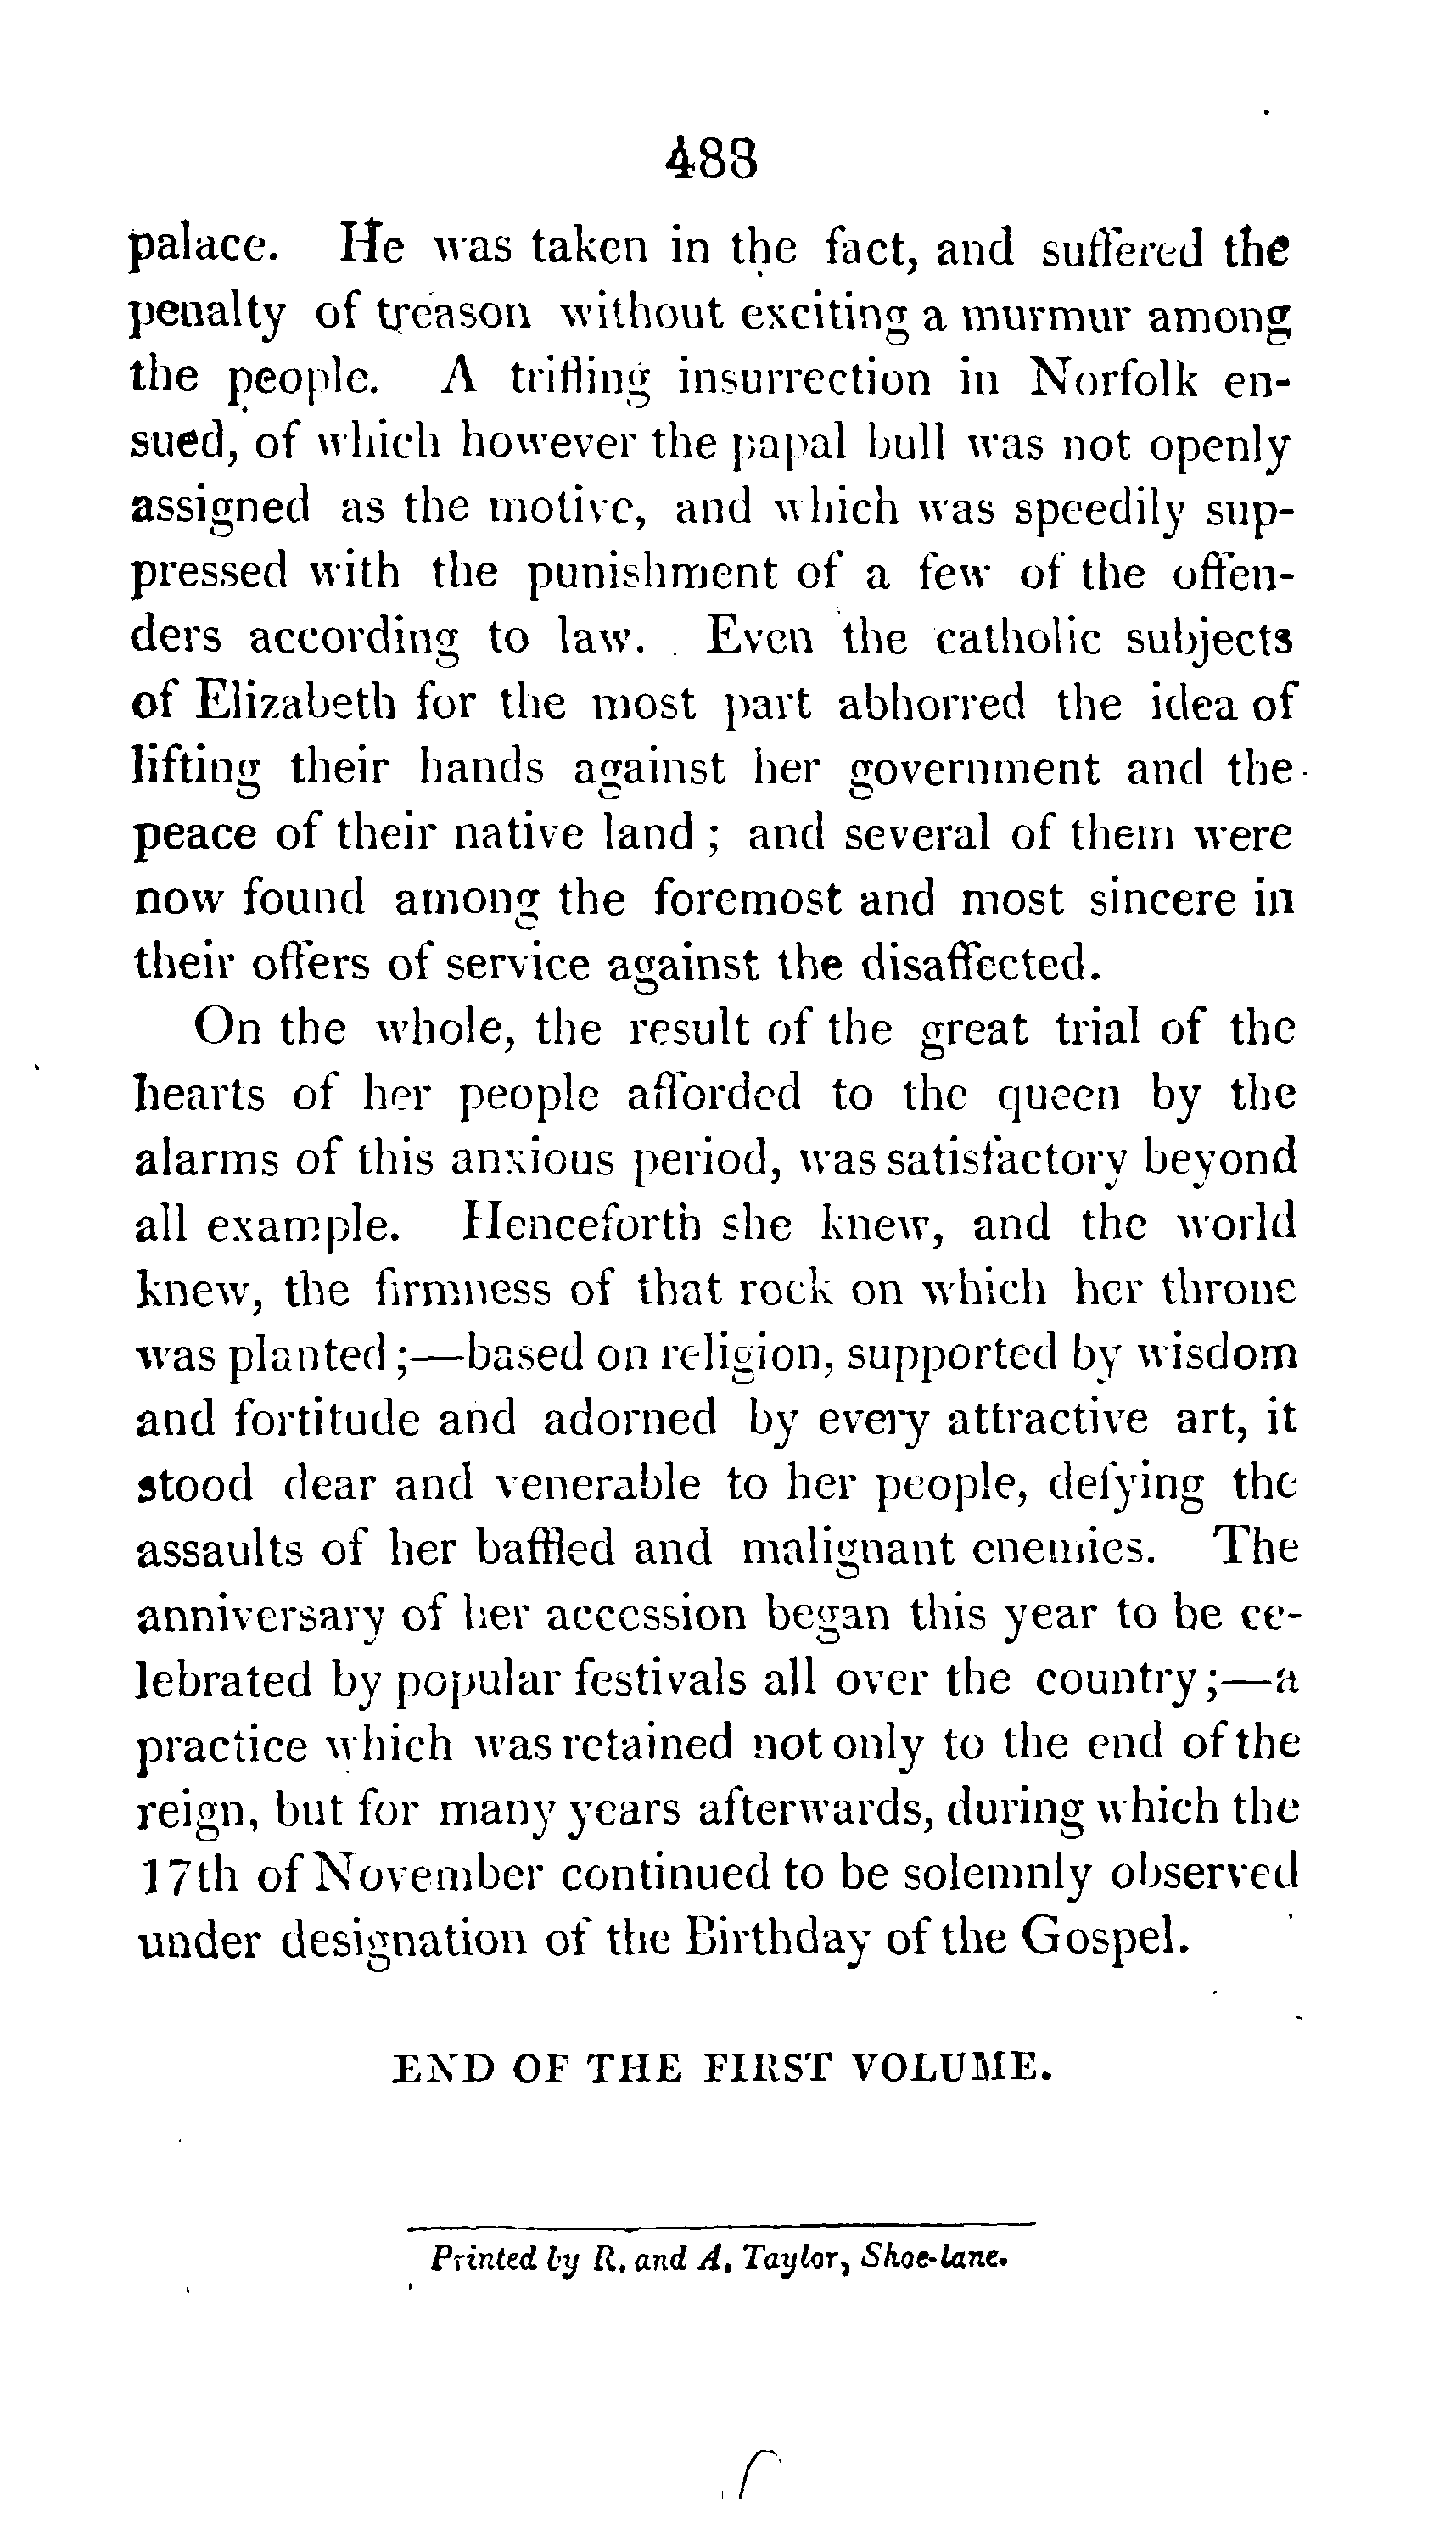 488
palace. He was taken in the fact, and suffered the
penalty of treason without exciting a murmur among
the people. A trifling insurrection in Norfolk en-
sued, of which however the papal bull was not openly
assigned as the motive, and which was speedily sup-
pressed with the punishment of a few of the offen-
ders according to law. Even the catholic subjects
of Elizabeth for the most part abhorred the idea of
lifting their hands against her government and the
peace of their native land ; and several of them were
now found among the foremost and most sincere in
their offers of service against the disaffected.
On the whole, the result of the great trial of the
hearts of her people afforded to the queen by the
alarms of this anxious period, was satisfactory beyond
all example. Henceforth she knew, and the world
knew, the firmness of that rock on which her throne
was planted ;—based on religion, supported by wisdom
and fortitude and adorned by every attractive art, it
stood dear and venerable to her people, defying the
assaults of her baffled and malignant enemies. The
anniversary of her accession began this year to be ce-
lebrated by popular festivals all over the country ;—a
practice which was retained not only to the end of the
reign, but for many years afterwards, during which the
17th of November continued to be solemnly observed
under designation of the Birthday of the Gospel.
END OF THE FIRST VOLUME.
Printed by R. and A. Taylor, Shoe-lane.